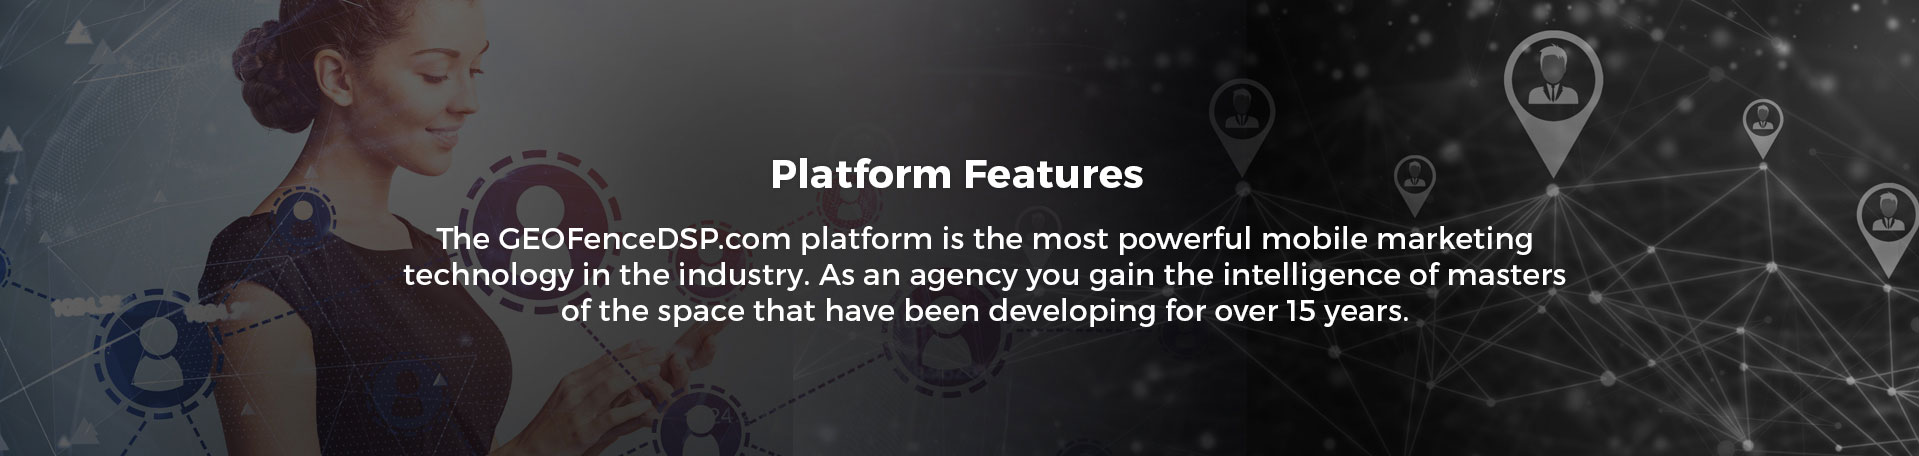 Platform Features
The GEOFenceDSP.com platform is the most powerful mobile marketing
technology in the industry. As an agency you gain the intelligence of masters
of the space that have been developing for over 15 years.